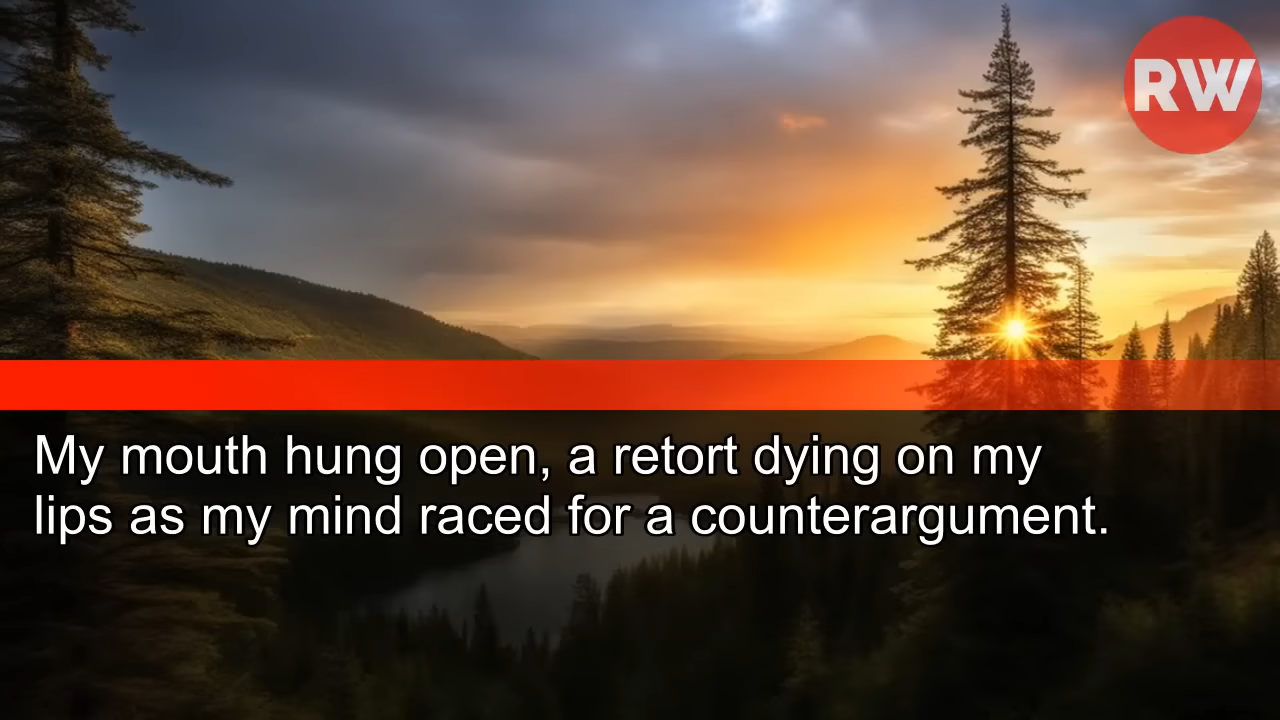 RW
My mouth hung open, a retort dying on my
lips as my mind raced for a counterargument.